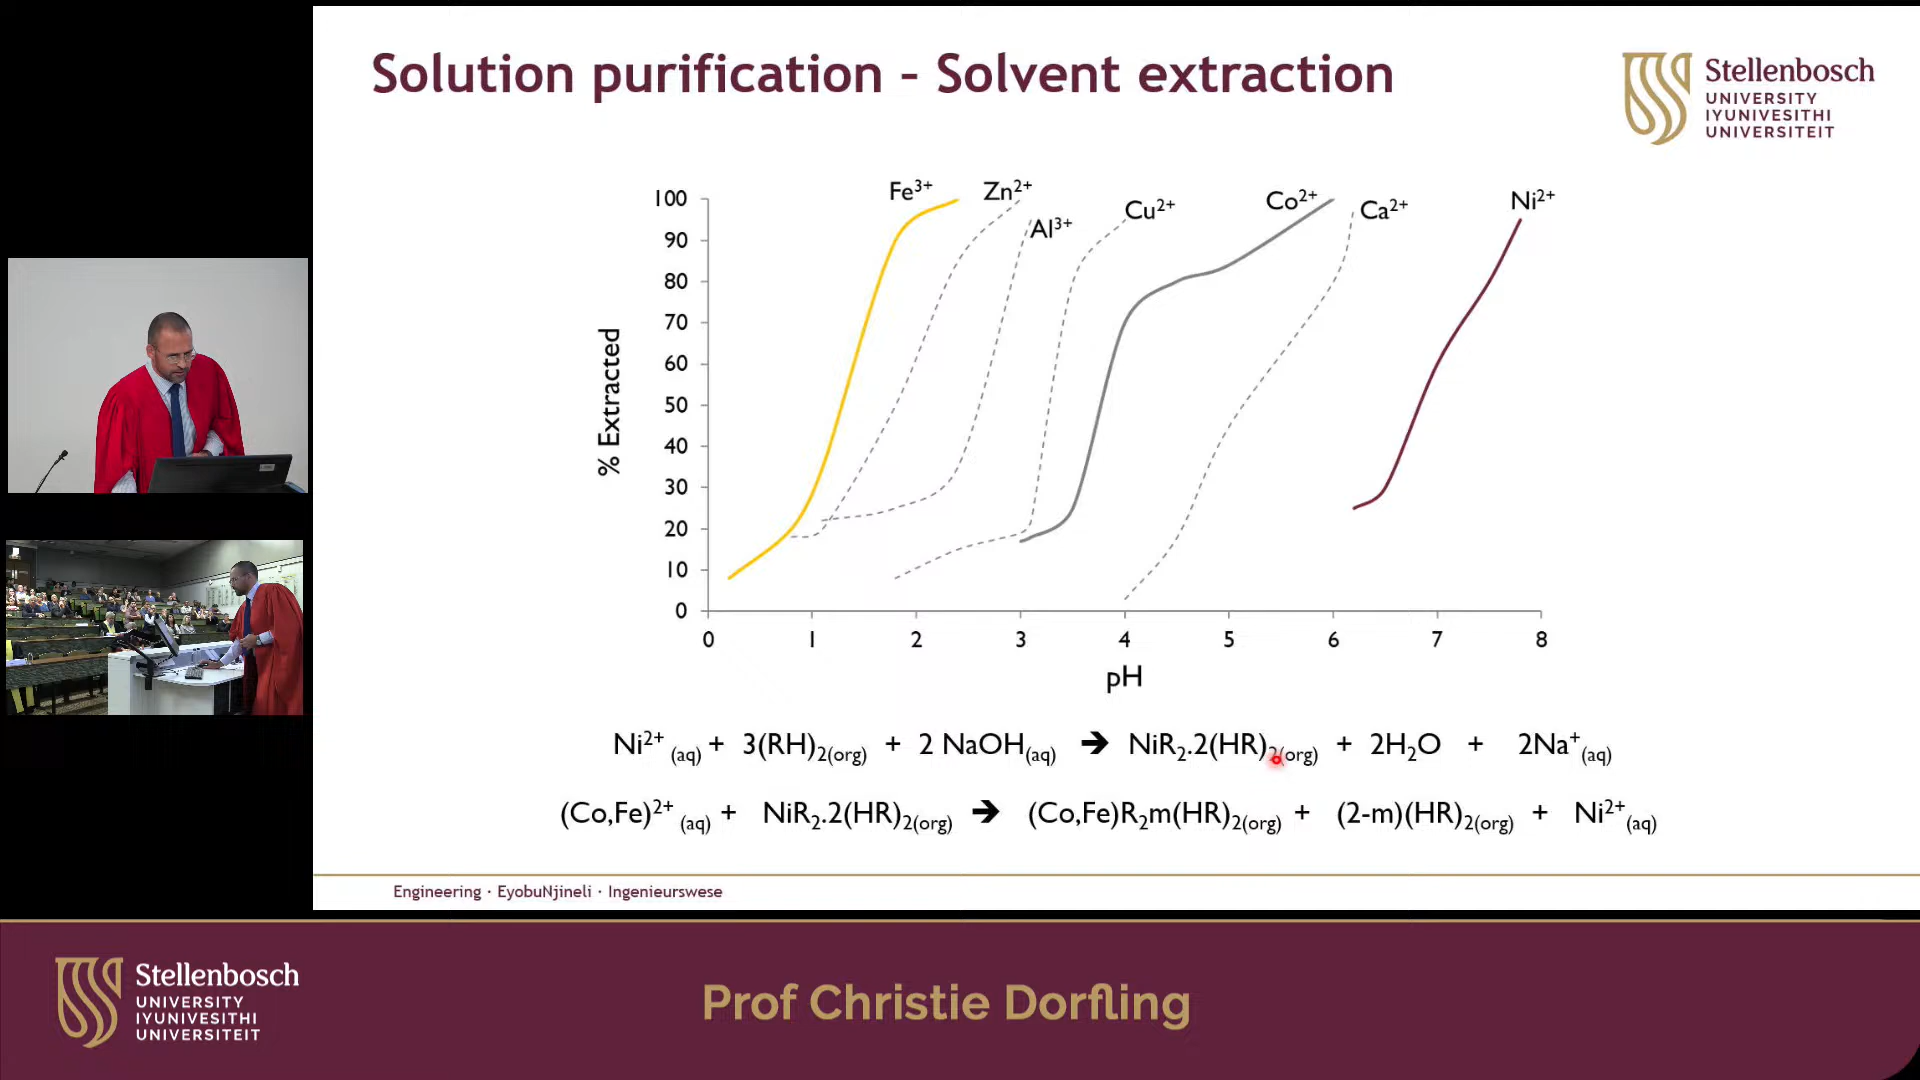 Solution purification – Solvent extraction
Stellenbosch
UNIVERSITY
IYUNIVESITHI
UNIVERSITEIT
Fe³⁺ Zn²⁺ Al³⁺ Cu²⁺ Co²⁺ Ca²⁺ Ni²⁺
100
90
80
70
60
50
40
30
20
10
0
% Extracted
0 1 2 3 4 5 6 7 8
pH
Ni²⁺(aq) + 3(RH)₂(org) + 2 NaOH(aq) ➔ NiR₂.2(HR)₂(org) + 2H₂O + 2Na⁺(aq)
(Co,Fe)²⁺(aq) + NiR₂.2(HR)₂(org) ➔ (Co,Fe)R₂m(HR)₂(org) + (2-m)(HR)₂(org) + Ni²⁺(aq)
Engineering · EyobuNjineli · Ingenieurswese
Stellenbosch
UNIVERSITY
IYUNIVESITHI
UNIVERSITEIT
Prof Christie Dorfling